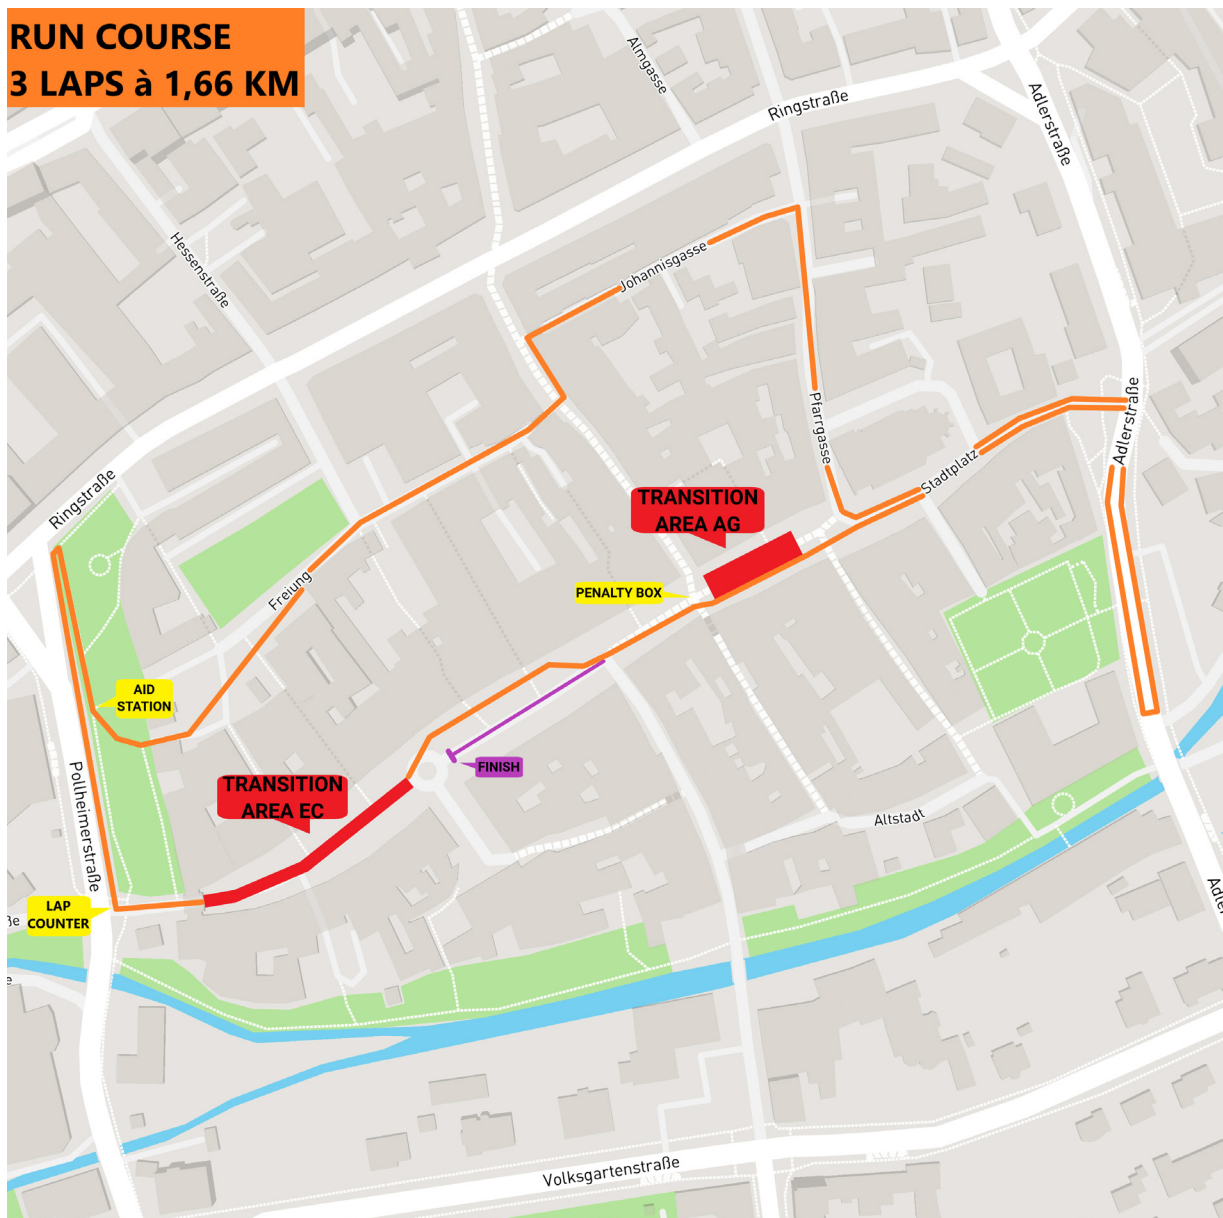 RUN COURSE
3 LAPS à 1,66 KM
Almgasse
Ringstraße
Adlerstraße
Hessenstraße
Johannisgasse
Pfarrgasse
Adlerstraße
Stadtplatz
Ringstraße
TRANSITION
AREA AG
PENALTY BOX
Freiung
AID
STATION
FINISH
TRANSITION
AREA EC
Pollheimerstraße
Altstadt
LAP
COUNTER
Volksgartenstraße